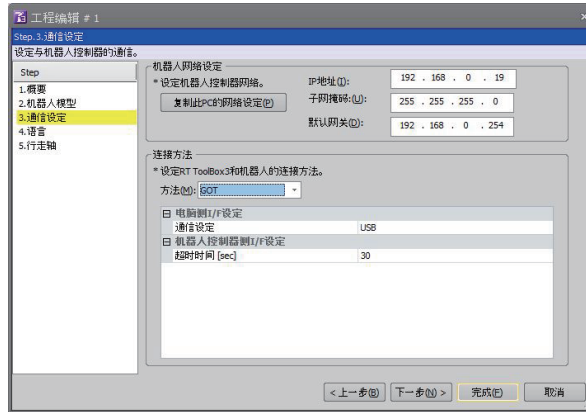 工程编辑 # 1
Step.3.通信设定
设定与机器人控制器的通信。
Step
1.概要
2.机器人模型
3.通信设定
4.语言
5.行走轴
机器人网络设定
* 设定机器人控制器网络。
复制此PC的网络设定(P)
IP地址(I):
192 . 168 . 0 . 19
子网掩码:(U):
255 . 255 . 255 . 0
默认网关(D):
192 . 168 . 0 . 254
连接方法
* 设定RT ToolBox3和机器人的连接方法。
方法(M): GOT
电脑侧I/F设定
通信设定 USB
机器人控制器侧I/F设定
超时时间 [sec] 30
< 上一步(B) 下一步(N) > 完成(F) 取消